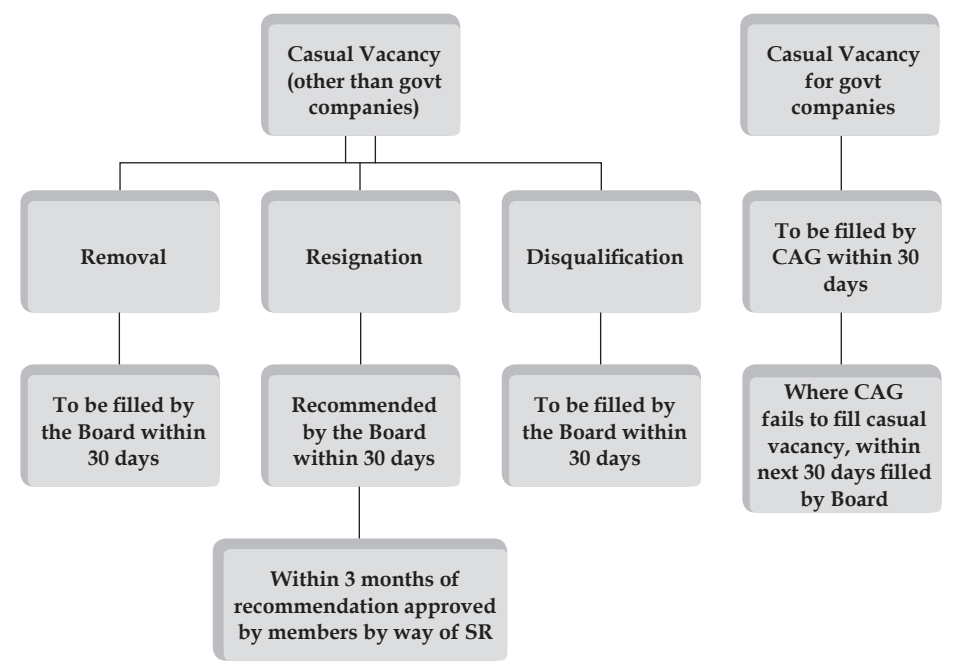 Casual Vacancy
(other than govt
companies)
Casual Vacancy
for govt
companies
Removal
Resignation
Disqualification
To be filled by
CAG within 30
days
To be filled by
the Board within
30 days
Recommended
by the Board
within 30 days
To be filled by
the Board within
30 days
Where CAG
fails to fill casual
vacancy, within
next 30 days filled
by Board
Within 3 months of
recommendation approved
by members by way of SR